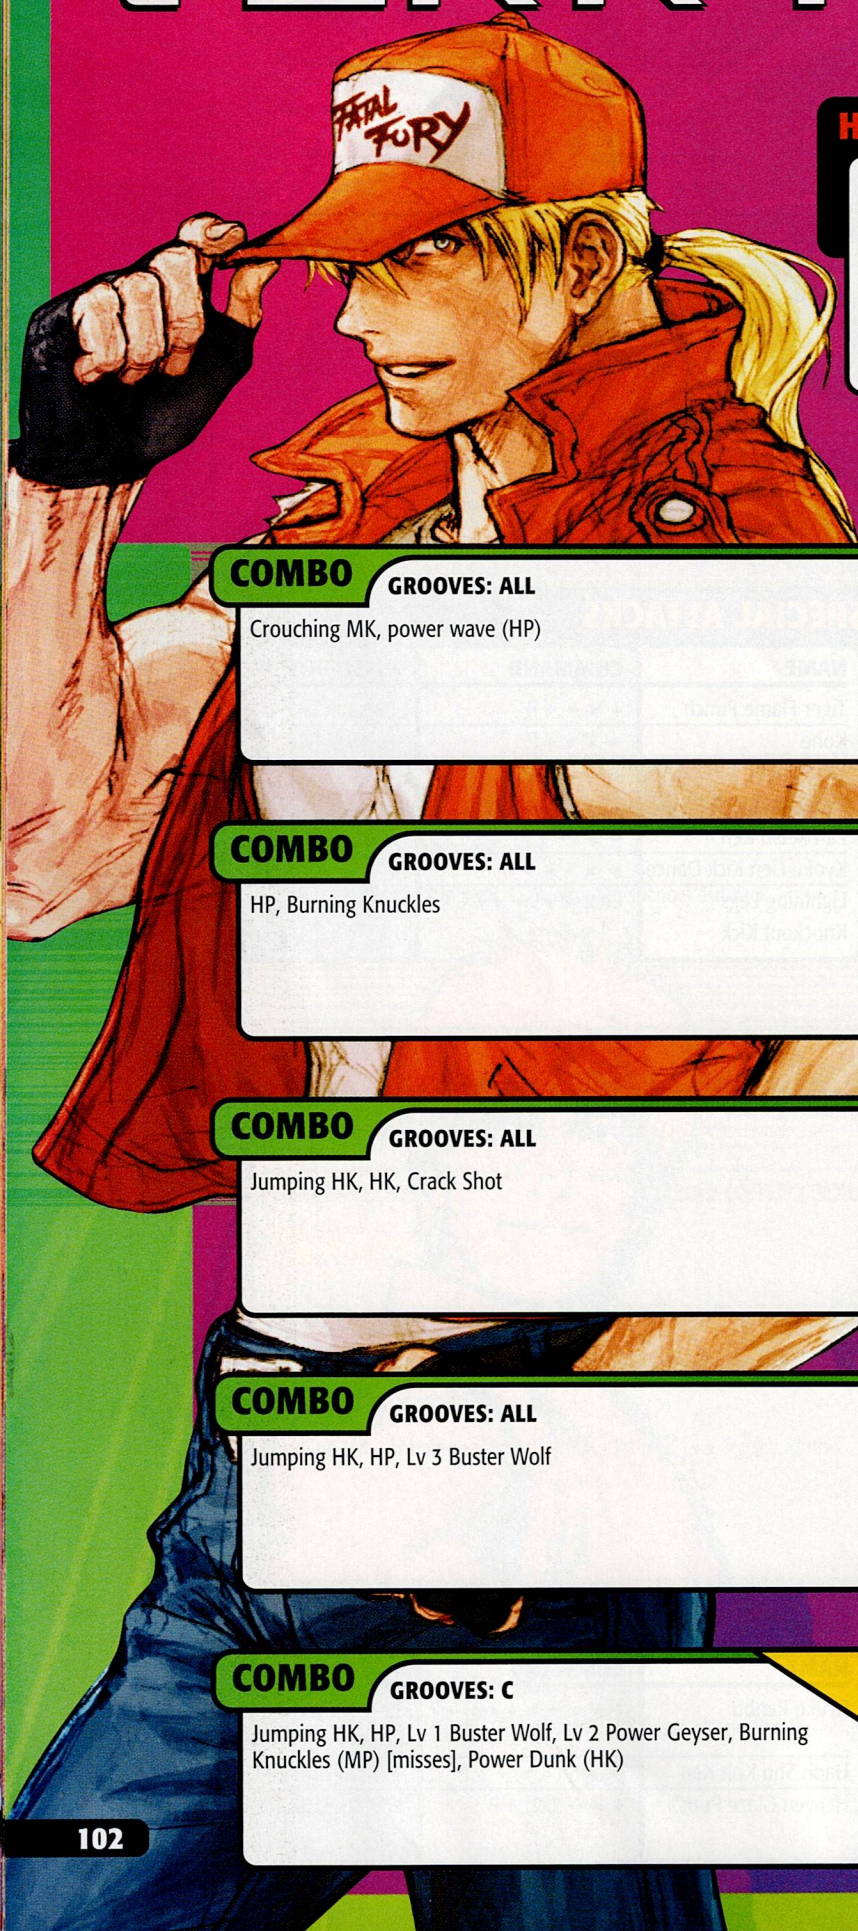 FATAL
FURY
COMBO
GROOVES: ALL
Crouching MK, power wave (HP)
COMBO
GROOVES: ALL
HP, Burning Knuckles
COMBO
GROOVES: ALL
Jumping HK, HK, Crack Shot
COMBO
GROOVES: ALL
Jumping HK, HP, Lv 3 Buster Wolf
COMBO
GROOVES: C
Jumping HK, HP, Lv 1 Buster Wolf, Lv 2 Power Geyser, Burning
Knuckles (MP) [misses], Power Dunk (HK)
102